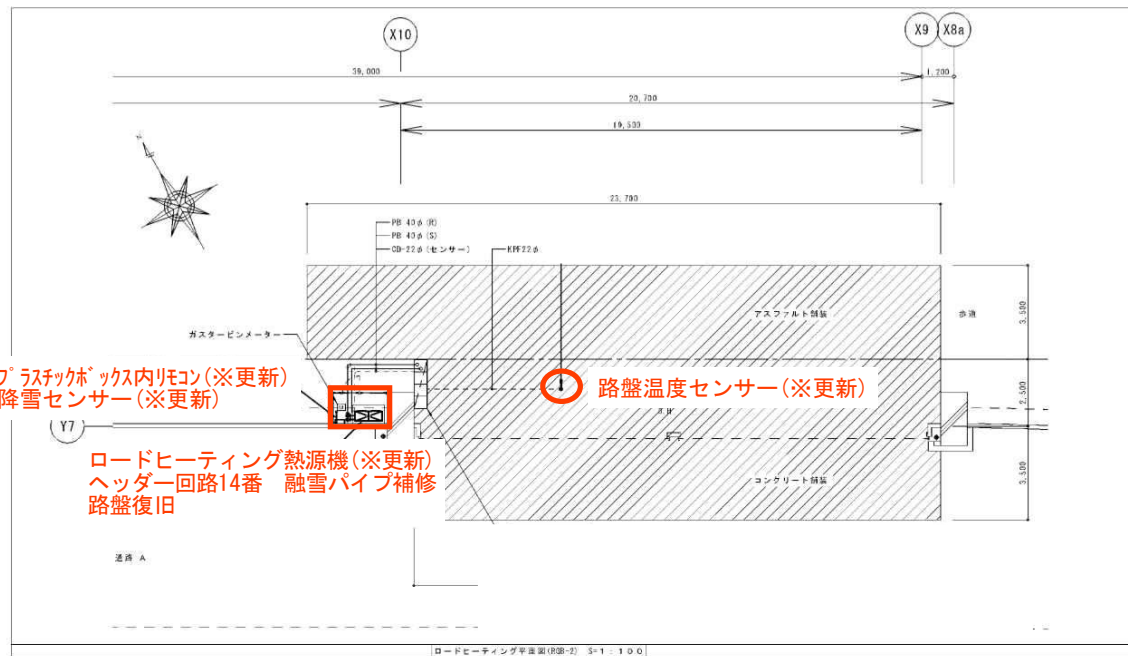 X10
X9
X8a
39,000
1,200
20,700
19,500
23,700
PB 40φ(R)
PB 40φ(S)
CD-22φ(センサー)
KPF22φ
アスファルト舗装
歩道
3,500
ガスタービンメーター
プラスチックボックス内リモコン(※更新)
降雪センサー(※更新)
路盤温度センサー(※更新)
2,500
Y7
ロードヒーティング熱源機(※更新)
ヘッダー回路14番 融雪パイプ補修
路盤復旧
コンクリート舗装
3,500
通路 A
ロードヒーティング平面図(RGB-2) S=1:100